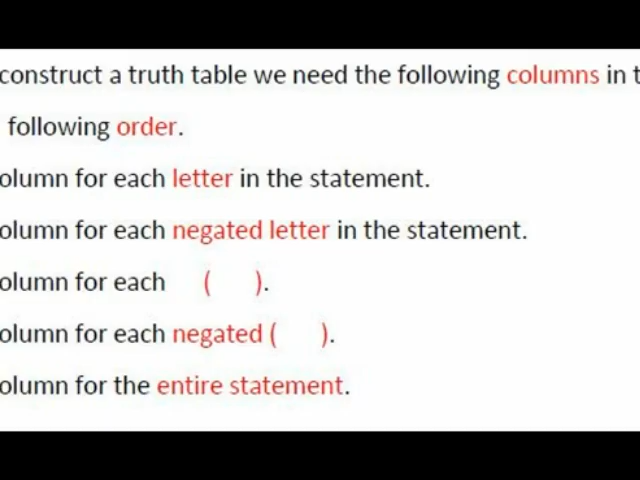 construct a truth table we need the following columns in t
following order.
olumn for each letter in the statement.
olumn for each negated letter in the statement.
olumn for each ( ).
olumn for each negated ( ).
olumn for the entire statement.